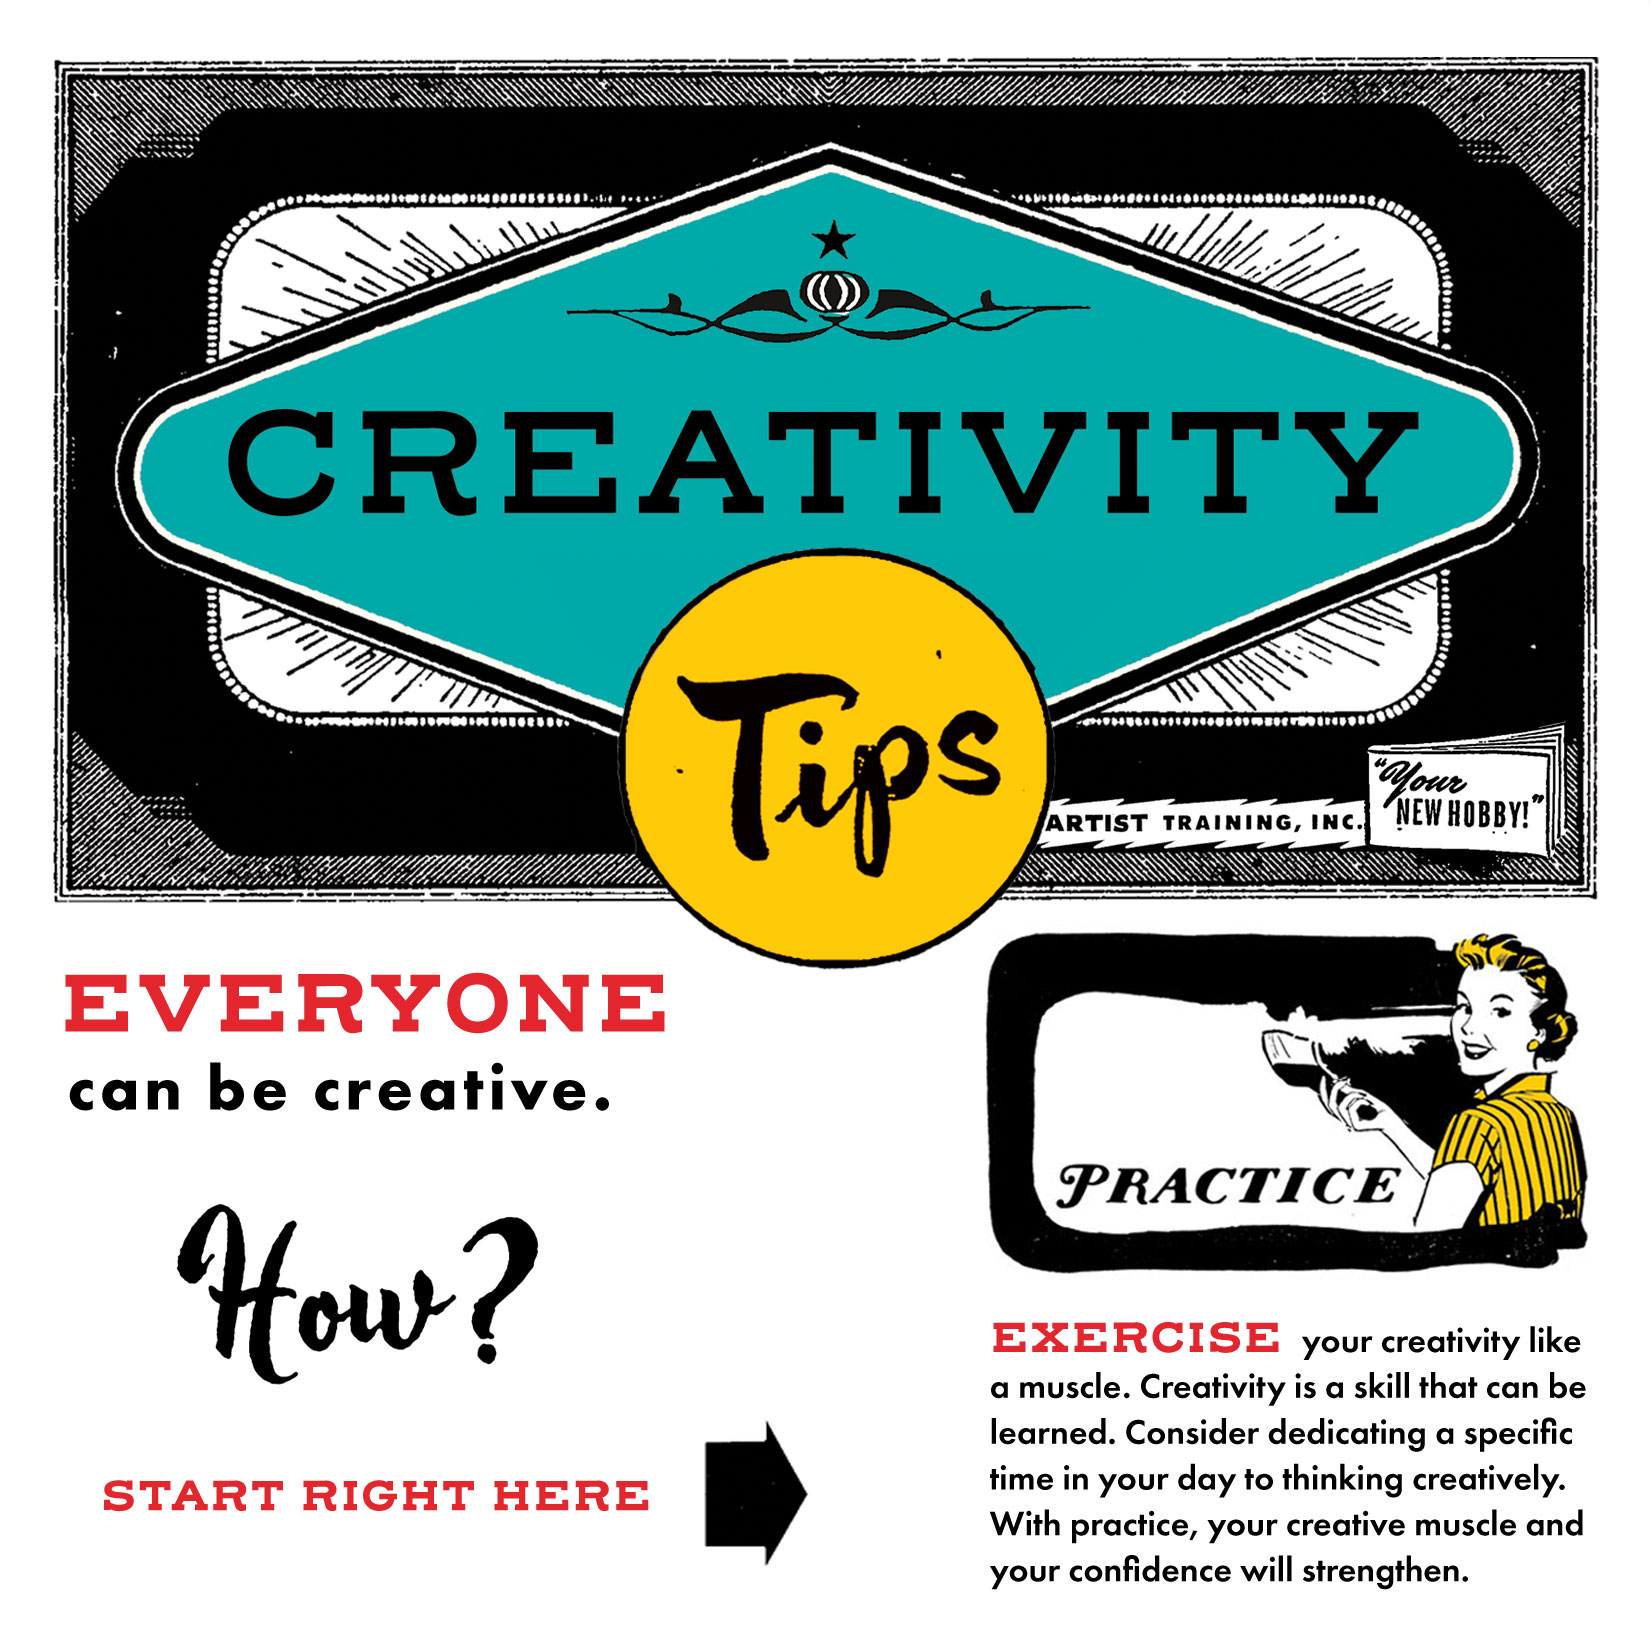 CREATIVITY
Tips
ARTIST TRAINING, INC.
"Your
NEW HOBBY!"
EVERYONE
can be creative.
How?
START RIGHT HERE
PRACTICE
EXERCISE your creativity like
a muscle. Creativity is a skill that can be
learned. Consider dedicating a specific
time in your day to thinking creatively.
With practice, your creative muscle and
your confidence will strengthen.